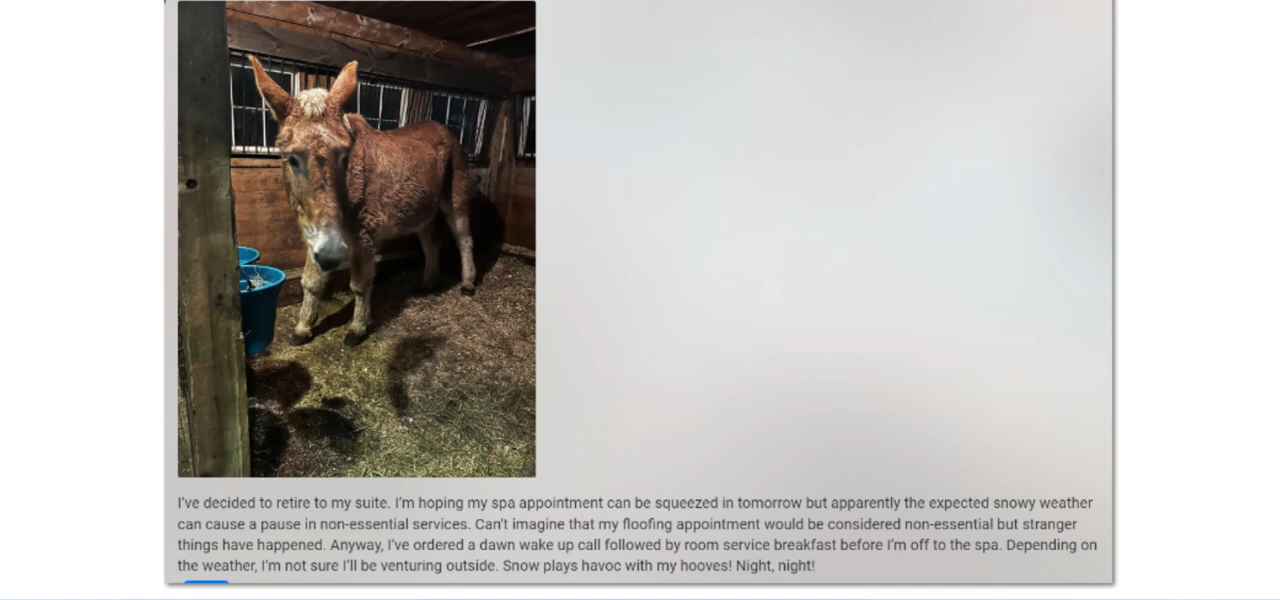 I've decided to retire to my suite. I'm hoping my spa appointment can be squeezed in tomorrow but apparently the expected snowy weather
can cause a pause in non-essential services. Can't imagine that my floofing appointment would be considered non-essential but stranger
things have happened. Anyway, I've ordered a dawn wake up call followed by room service breakfast before I'm off to the spa. Depending on
the weather, I'm not sure I'll be venturing outside. Snow plays havoc with my hooves! Night, night!